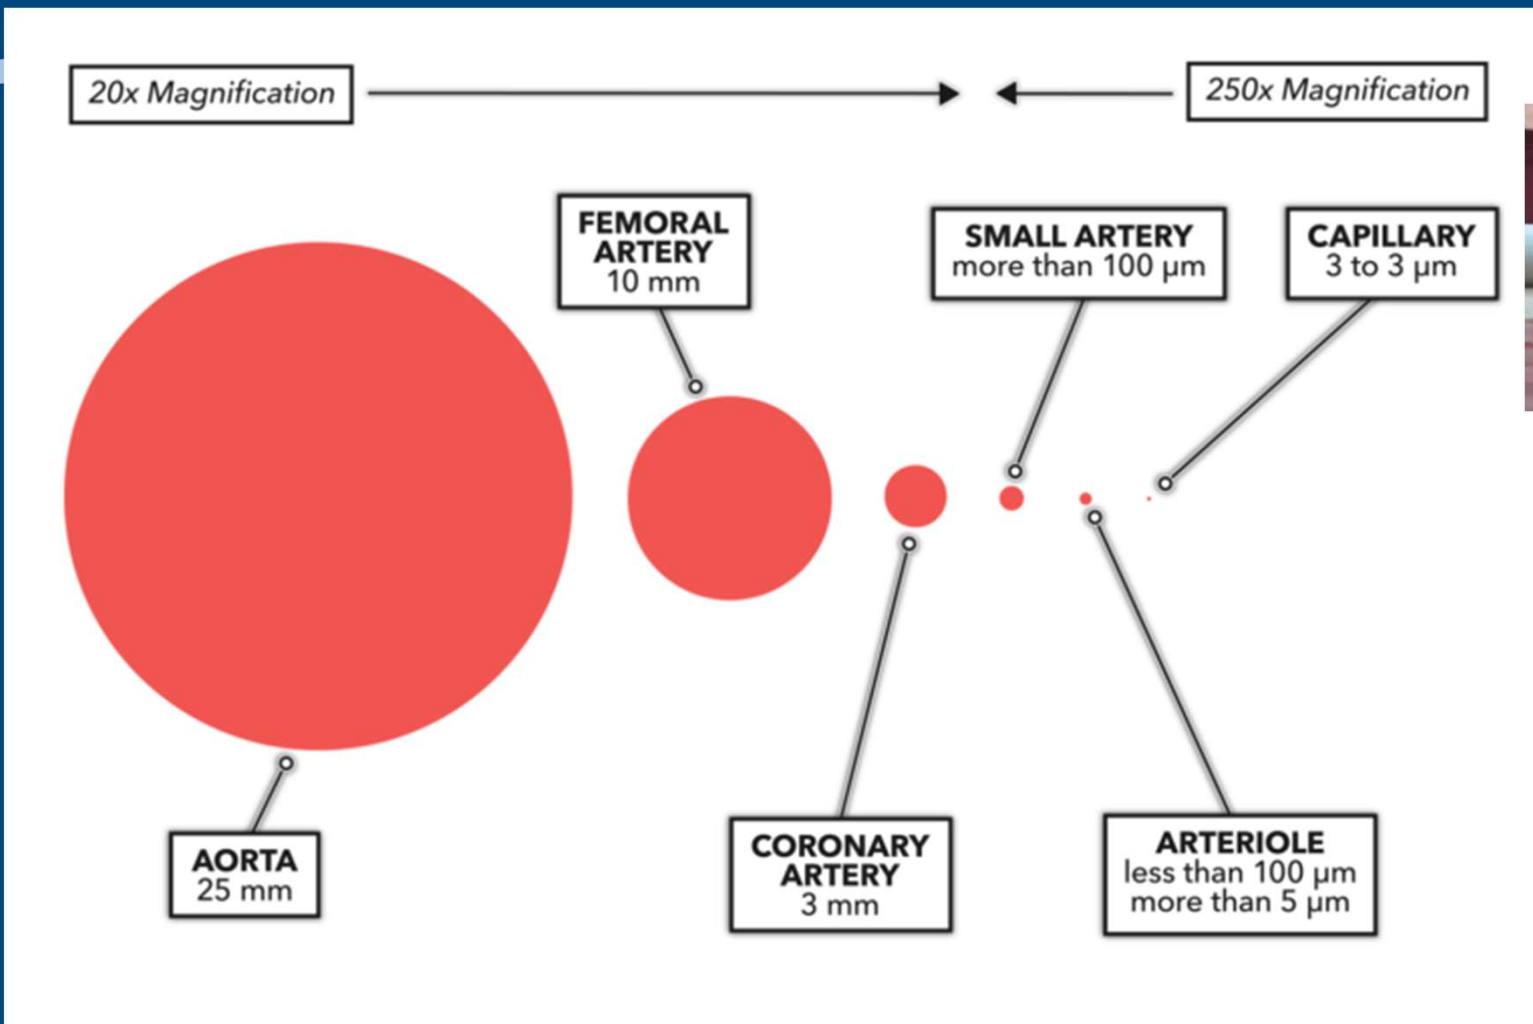 20x Magnification
250x Magnification
FEMORAL
ARTERY
10 mm
SMALL ARTERY
more than 100 µm
CAPILLARY
3 to 3 µm
AORTA
25 mm
CORONARY
ARTERY
3 mm
ARTERIOLE
less than 100 µm
more than 5 µm